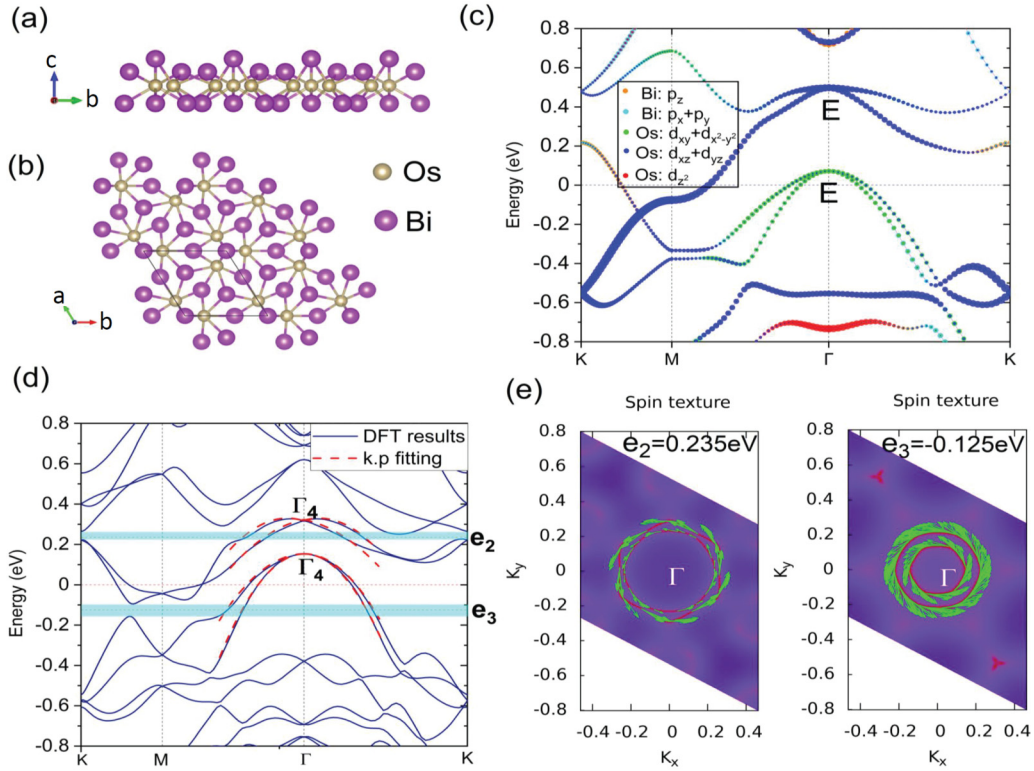 (a)
c
b
(b)
Os
Bi
a
b
(c)
Energy (eV)
0.8
0.6
0.4
0.2
0
-0.2
-0.4
-0.6
-0.8
Bi: pz
Bi: px+py
Os: dxy+dx²-y²
Os: dxz+dyz
Os: dz²
E
E
K
M
Γ
K
(d)
Energy (eV)
0.8
0.6
0.4
0.2
0
-0.2
-0.4
-0.6
-0.8
DFT results
k.p fitting
Γ4
Γ4
e2
e3
K
M
Γ
K
(e)
Spin texture
e2=0.235eV
Ky
0.8
0.6
0.4
0.2
0
-0.2
-0.4
-0.6
-0.8
Γ
-0.4 -0.2 0 0.2 0.4
Kx
Spin texture
e3=-0.125eV
Ky
0.8
0.6
0.4
0.2
0
-0.2
-0.4
-0.6
-0.8
Γ
-0.4 -0.2 0 0.2 0.4
Kx